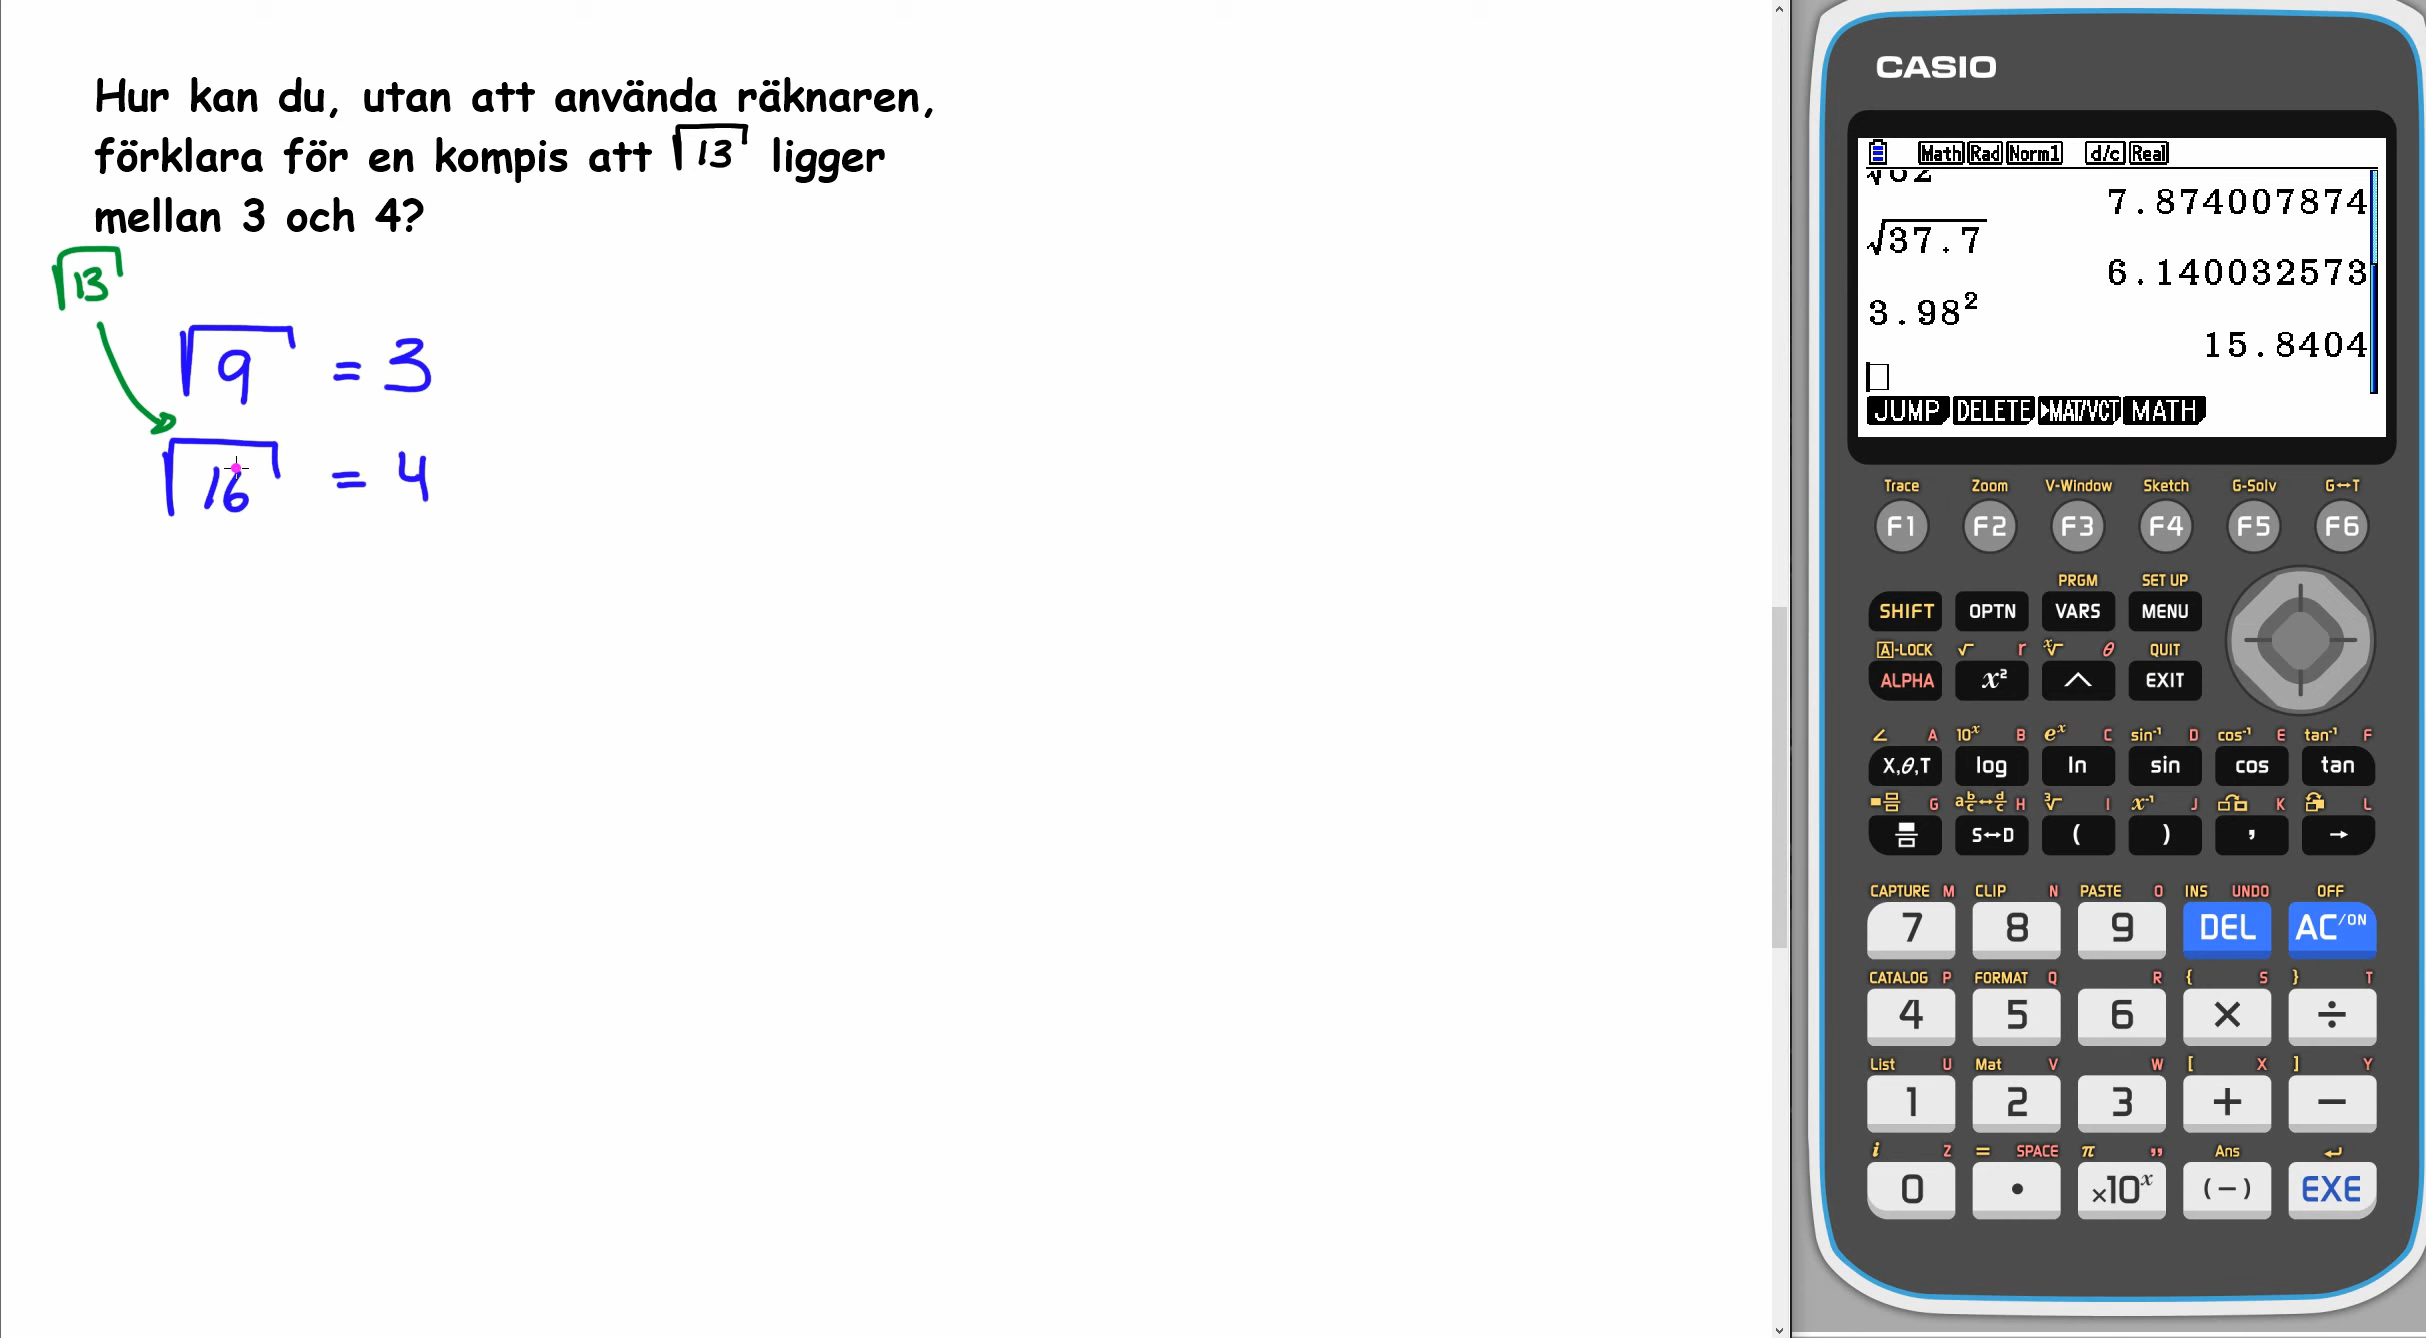 Hur kan du, utan att använda räknaren,
förklara för en kompis att √13 ligger
mellan 3 och 4?
√13
√9 = 3
√16 = 4
CASIO
Math Rad Norm1 d/c Real
7.874007874
√37.7
6.140032573
3.98²
15.8404
JUMP DELETE ▶MAT/VCT MATH
Trace Zoom V-Window Sketch G-Solv G↔T
F1 F2 F3 F4 F5 F6
PRGM SET UP
SHIFT OPTN VARS MENU
A-LOCK √ r ˣ√ θ QUIT
ALPHA x² ^ EXIT
∠ A 10ˣ B eˣ C sin⁻¹ D cos⁻¹ E tan⁻¹ F
X,θ,T log ln sin cos tan
G a b/c↔d/c H ³√ I x⁻¹ J K L
S↔D ( ) , →
CAPTURE M CLIP N PASTE O INS UNDO OFF
7 8 9 DEL AC/ON
CATALOG P FORMAT Q R { S } T
4 5 6 × ÷
List U Mat V W [ X ] Y
1 2 3 + −
i Z = SPACE π " Ans ↵
0 • ×10ˣ (−) EXE